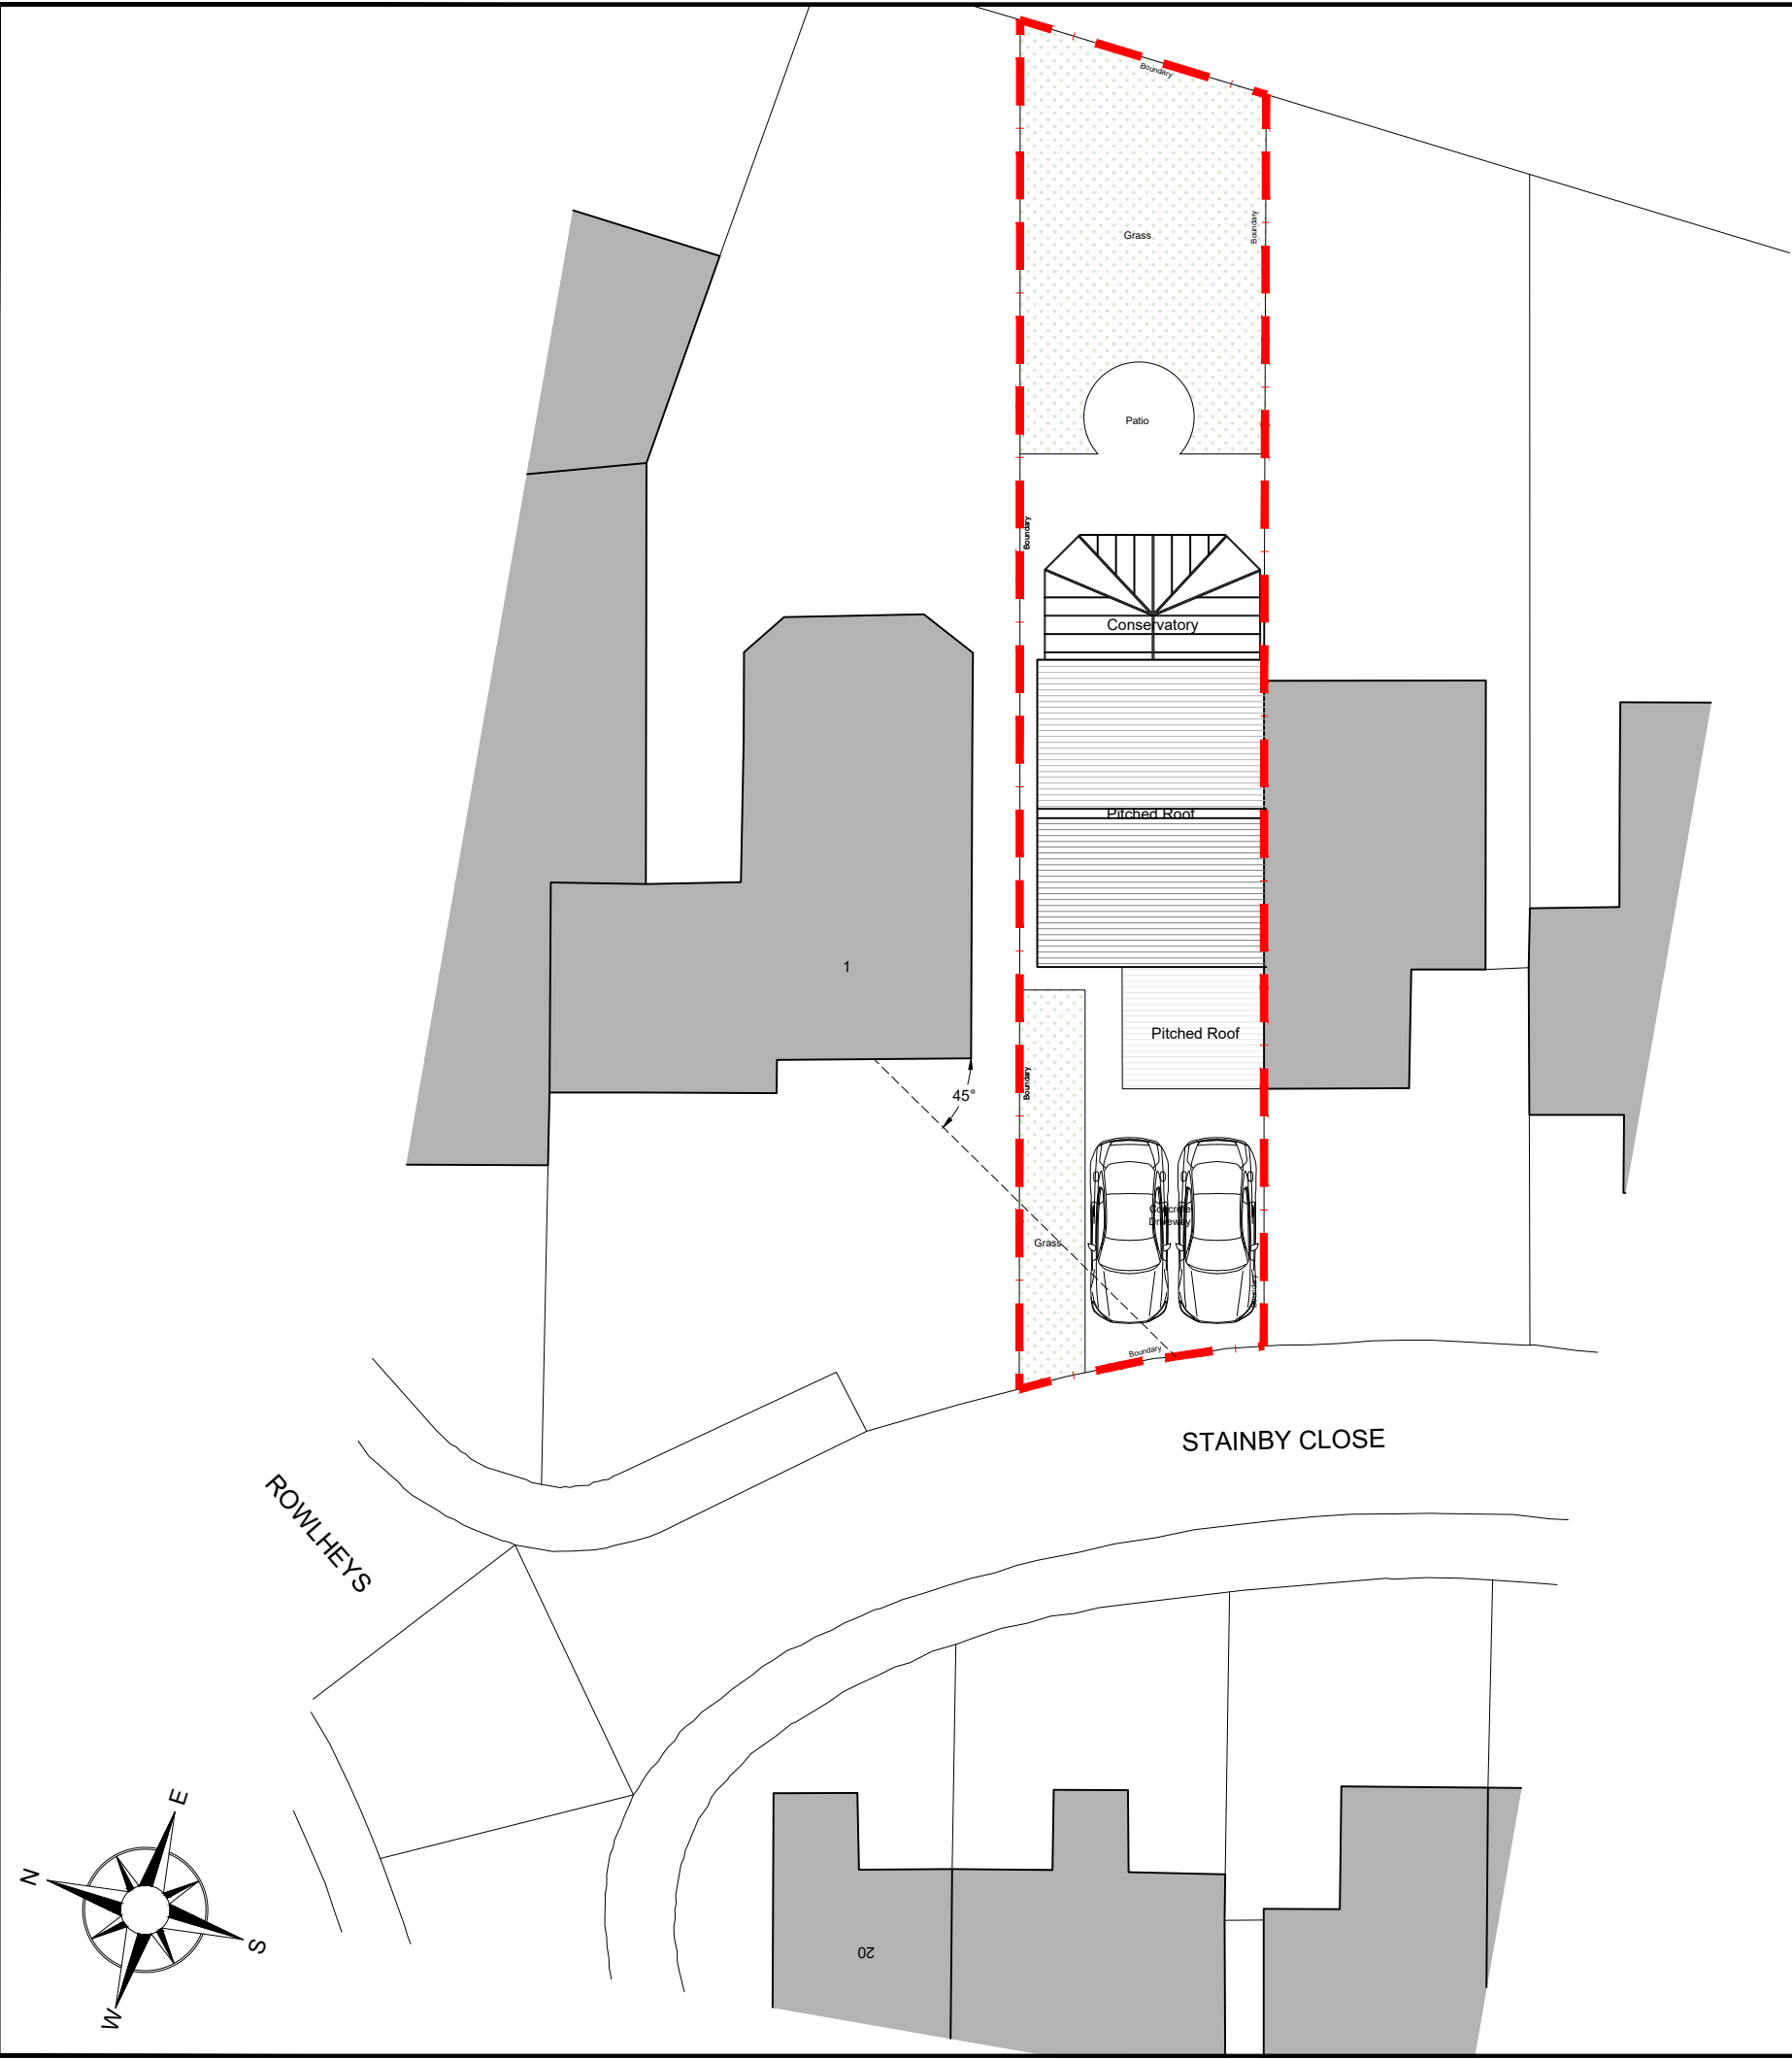 Boundary
Boundary
Grass
Patio
Boundary
Conservatory
Pitched Roof
1
Pitched Roof
Boundary
45°
Concrete
Driveway
Grass
Boundary
Boundary
STAINBY CLOSE
ROWLHEYS
E
N
S
W
20